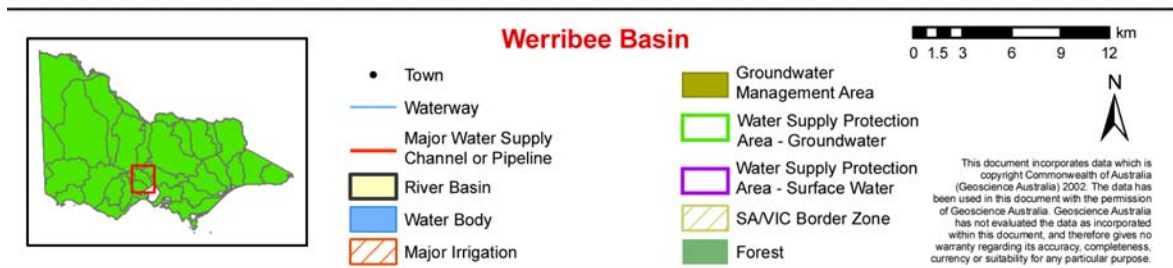 Werribee Basin
Town
Waterway
Major Water Supply
Channel or Pipeline
River Basin
Water Body
Major Irrigation
Groundwater
Management Area
Water Supply Protection
Area - Groundwater
Water Supply Protection
Area - Surface Water
SA/VIC Border Zone
Forest
km
0 1.5 3 6 9 12
N
This document incorporates data which is
copyright Commonwealth of Australia
(Geoscience Australia) 2002. The data has
been used in this document with the permission
of Geoscience Australia. Geoscience Australia
has not evaluated the data as incorporated
within this document, and therefore gives no
warranty regarding its accuracy, completeness,
currency or suitability for any particular purpose.